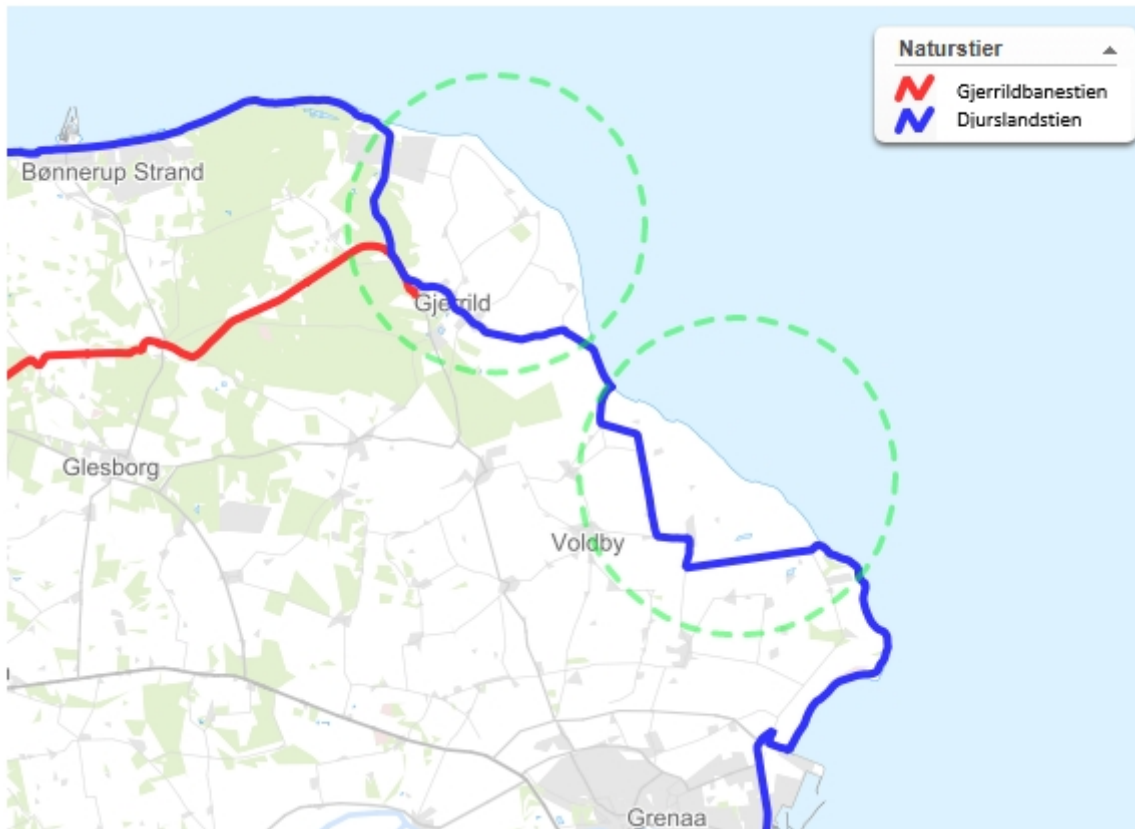 Naturstier
Gjerrildbanestien
Djurslandstien
Bønnerup Strand
Gjerrild
Glesborg
Voldby
Grenaa